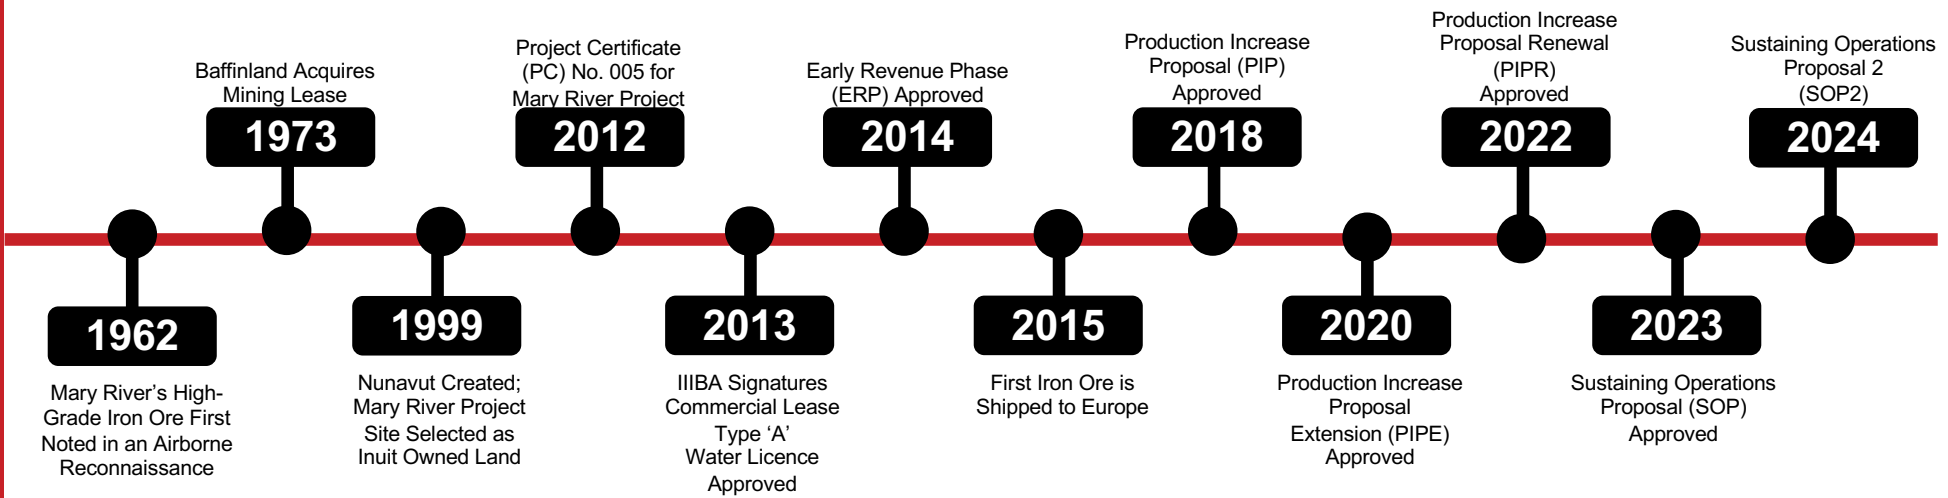 Mary River’s High-
Grade Iron Ore First
Noted in an Airborne
Reconnaissance
1962
Baffinland Acquires
Mining Lease
1973
1999
Nunavut Created;
Mary River Project
Site Selected as
Inuit Owned Land
Project Certificate
(PC) No. 005 for
Mary River Project
2012
2013
IIIBA Signatures
Commercial Lease
Type ‘A’
Water Licence
Approved
Early Revenue Phase
(ERP) Approved
2014
2015
First Iron Ore is
Shipped to Europe
Production Increase
Proposal (PIP)
Approved
2018
2020
Production Increase
Proposal
Extension (PIPE)
Approved
Production Increase
Proposal Renewal
(PIPR)
Approved
2022
2023
Sustaining Operations
Proposal (SOP)
Approved
Sustaining Operations
Proposal 2
(SOP2)
2024